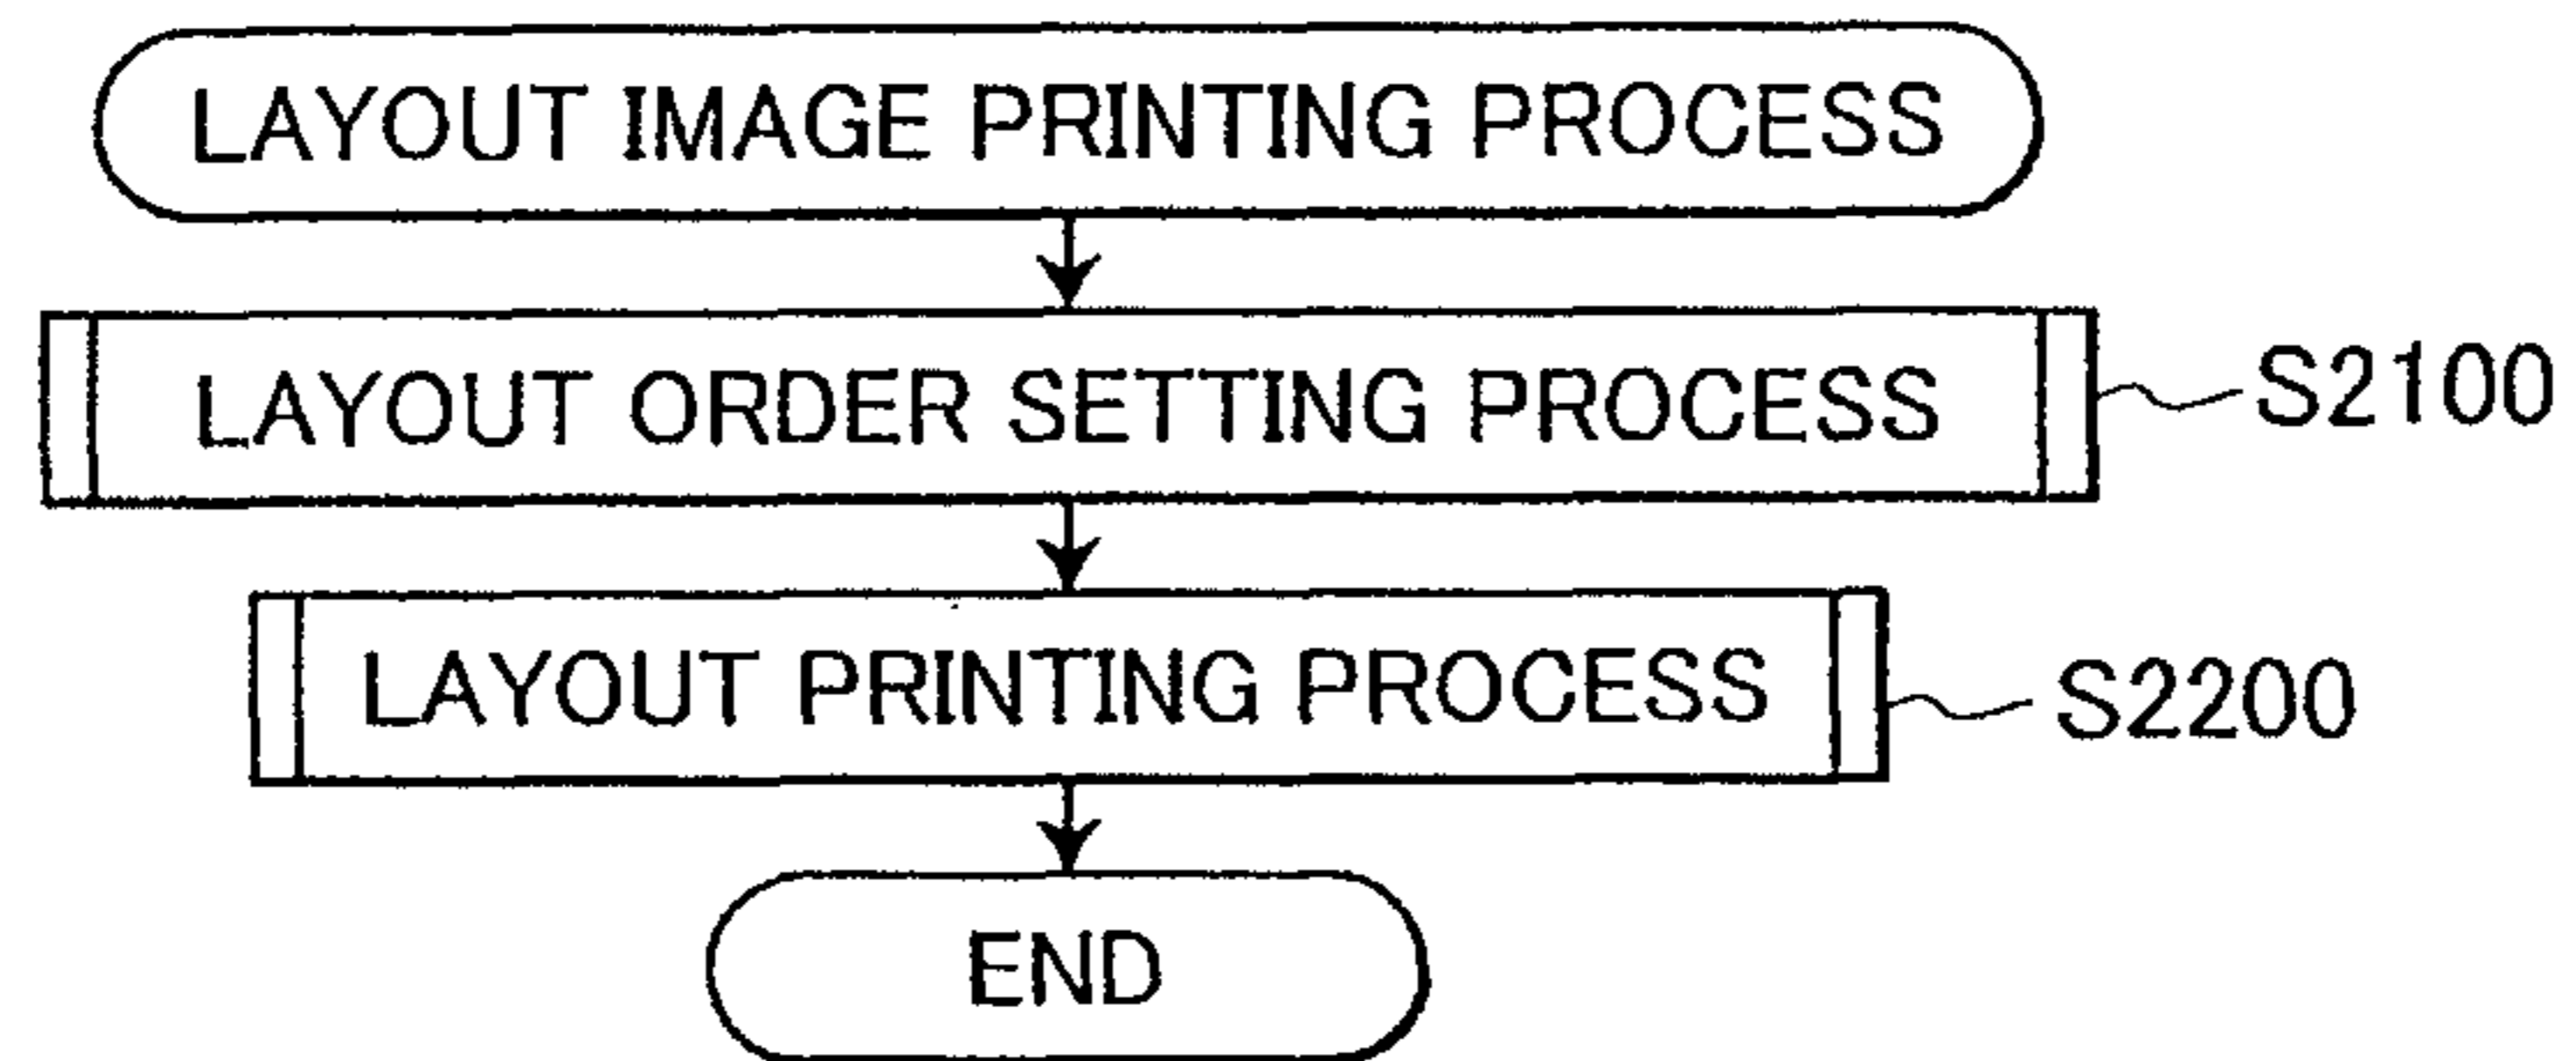 LAYOUT IMAGE PRINTING PROCESS
LAYOUT ORDER SETTING PROCESS S2100
LAYOUT PRINTING PROCESS S2200
END